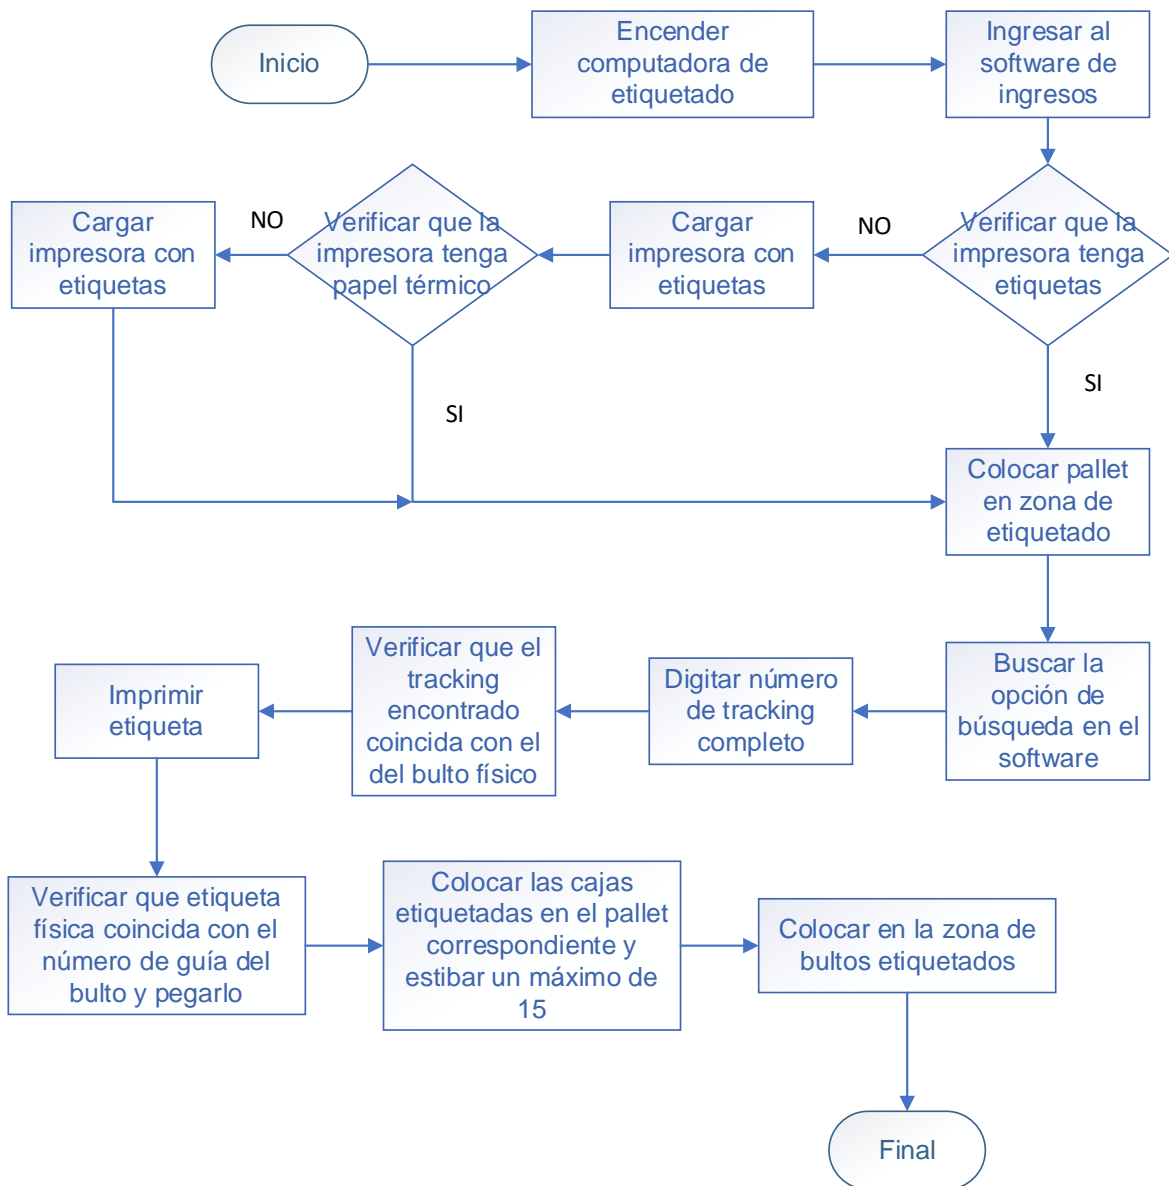 Inicio
Encender
computadora de
etiquetado
Ingresar al
software de
ingresos
Verificar que la
impresora tenga
etiquetas
NO
Cargar
impresora con
etiquetas
Verificar que la
impresora tenga
papel térmico
NO
Cargar
impresora con
etiquetas
SI
SI
Colocar pallet
en zona de
etiquetado
Buscar la
opción de
búsqueda en el
software
Digitar número
de tracking
completo
Verificar que el
tracking
encontrado
coincida con el
del bulto físico
Imprimir
etiqueta
Verificar que etiqueta
física coincida con el
número de guía del
bulto y pegarlo
Colocar las cajas
etiquetadas en el pallet
correspondiente y
estibar un máximo de
15
Colocar en la zona de
bultos etiquetados
Final